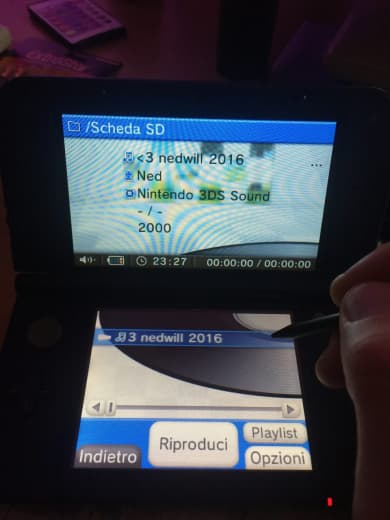 /Scheda SD
<3 nedwill 2016
...
Ned
Nintendo 3DS Sound
- / -
2000
23:27
00:00:00 / 00:00:00
3 nedwill 2016
Riproduci
Playlist
Indietro
Opzioni